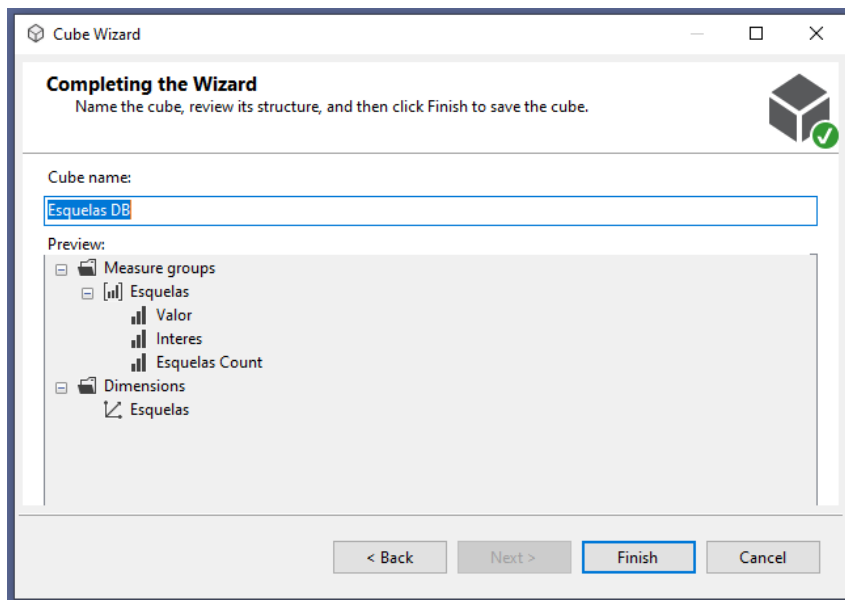 Cube Wizard
Completing the Wizard
Name the cube, review its structure, and then click Finish to save the cube.
Cube name:
Esquelas DB
Preview:
Measure groups
Esquelas
Valor
Interes
Esquelas Count
Dimensions
Esquelas
< Back Next > Finish Cancel